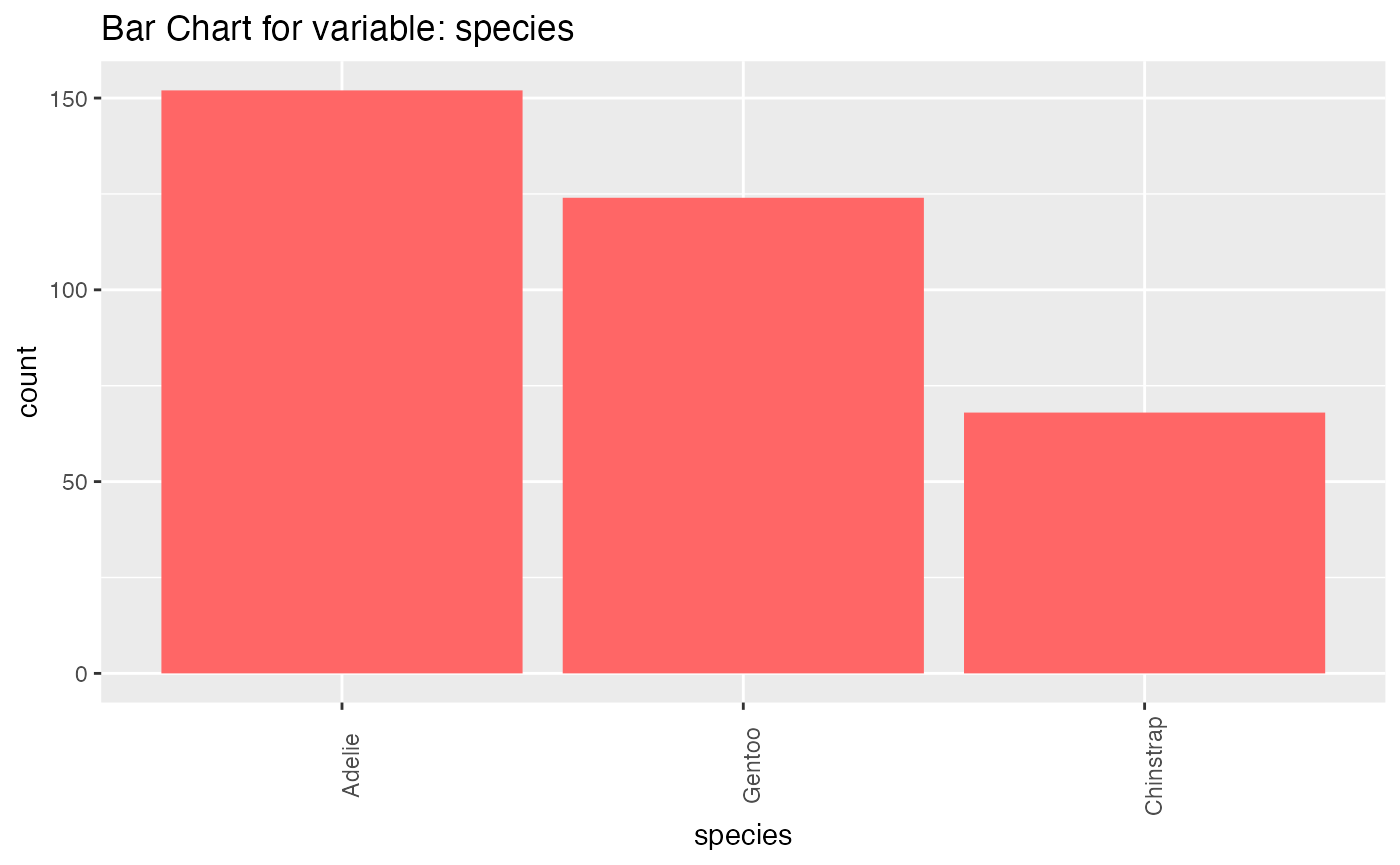 Bar Chart for variable: species
150
100
50
0
count
Adelie
Gentoo
Chinstrap
species